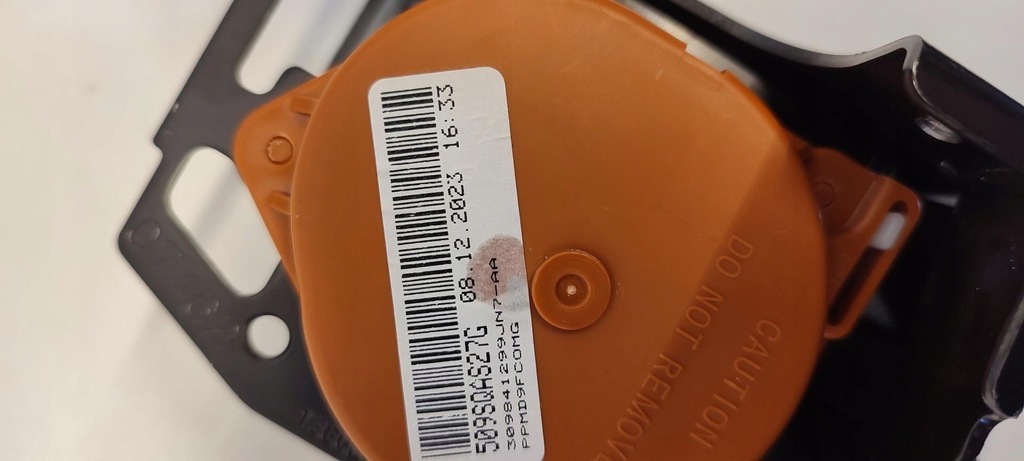 509SQAS27G 08.12.2023 16:33
309841299JN7-AA
PPMD9FCOMG
CAUTION
DO NOT REMOVE